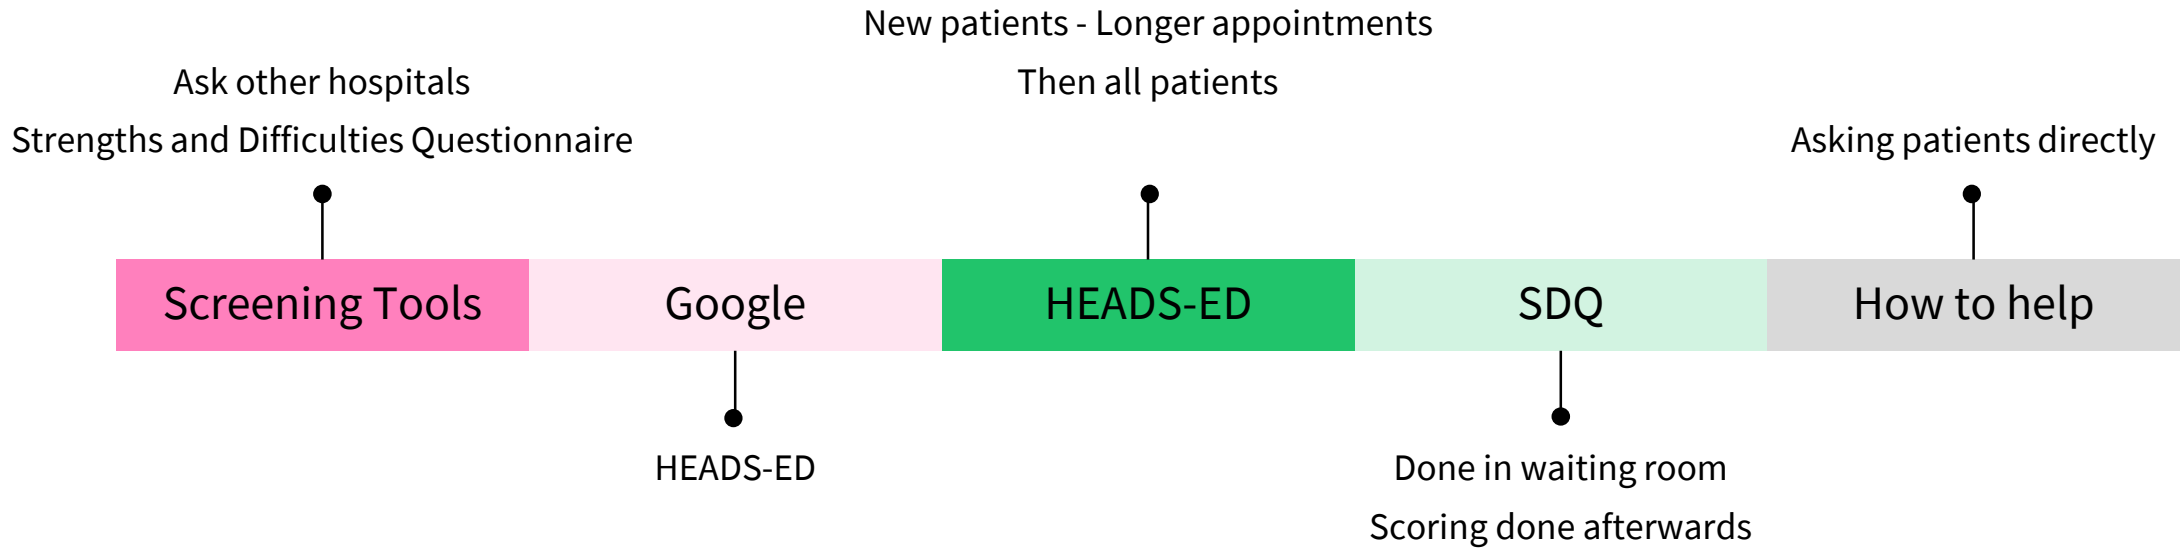 New patients - Longer appointments
Then all patients
Ask other hospitals
Strengths and Difficulties Questionnaire
Asking patients directly
Screening Tools
Google
HEADS-ED
SDQ
How to help
HEADS-ED
Done in waiting room
Scoring done afterwards